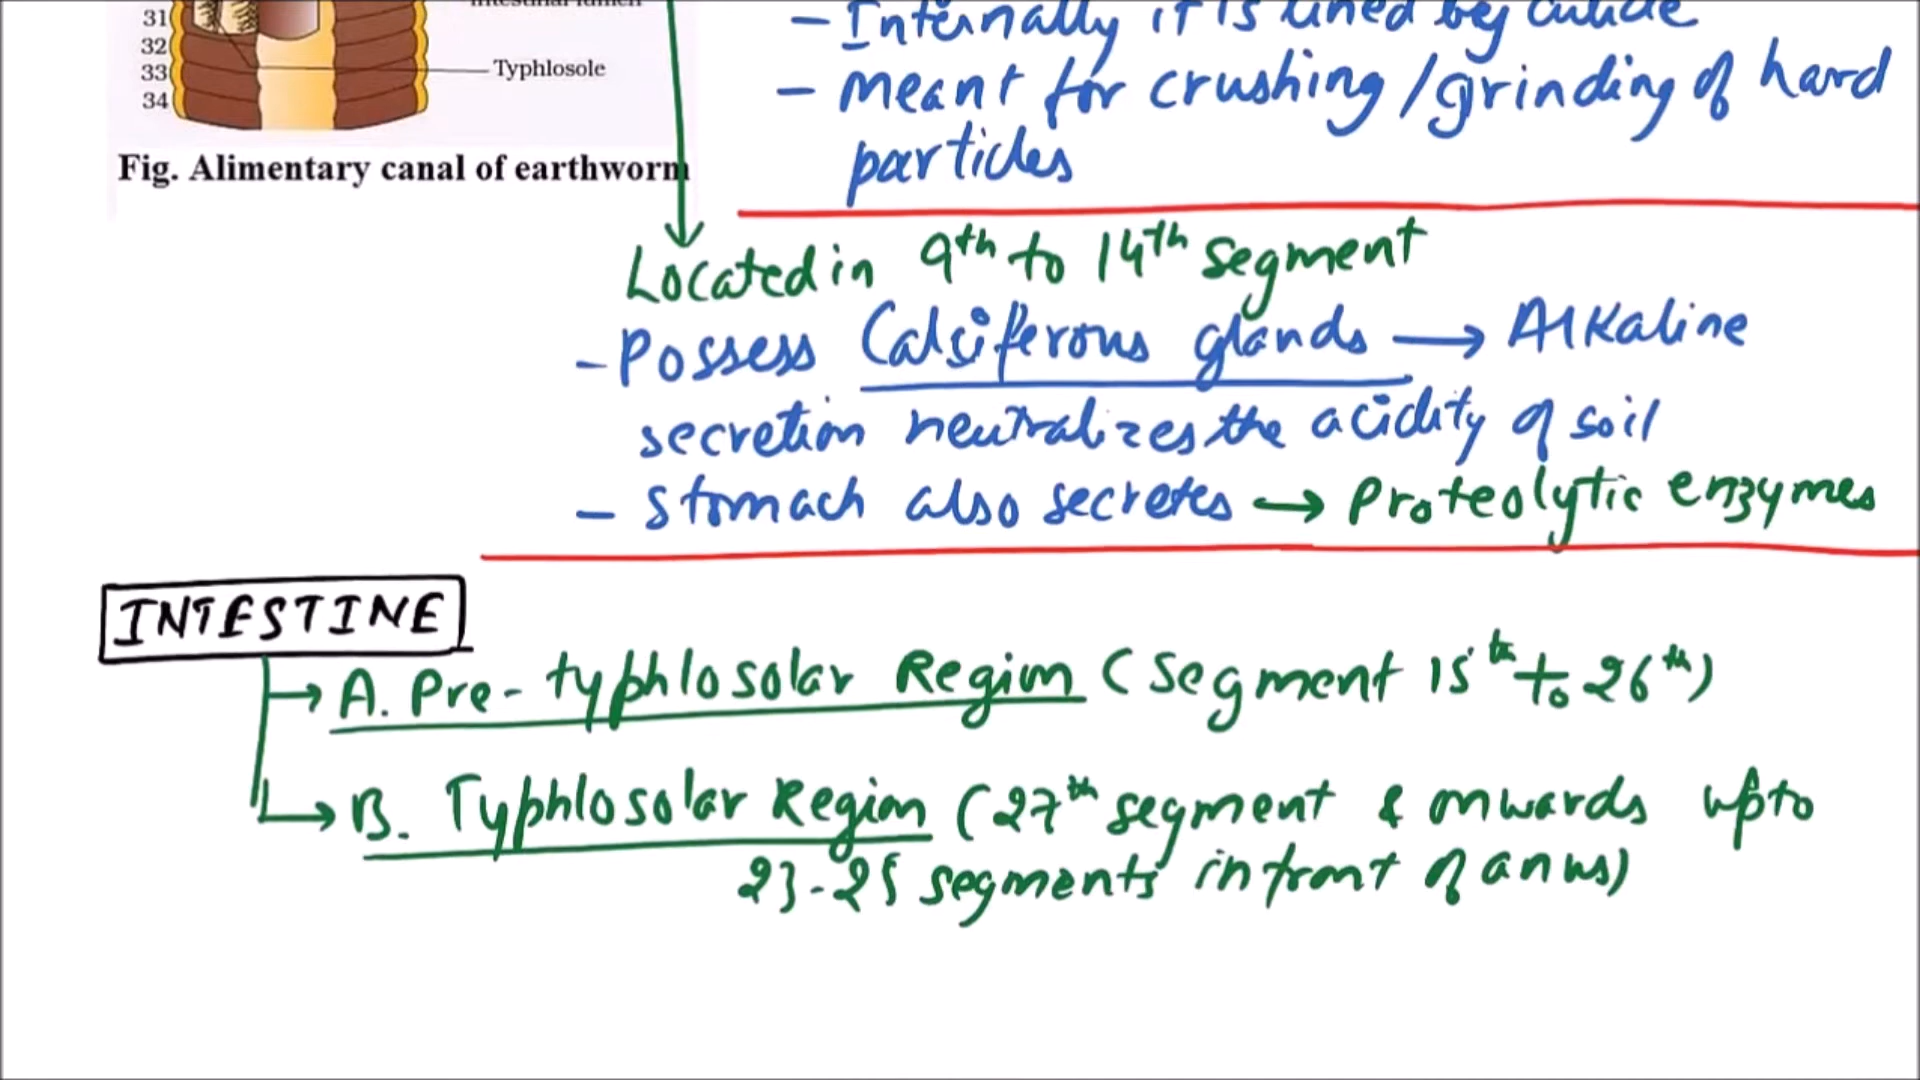 31
32
33
34
Typhlosole
Fig. Alimentary canal of earthworm
- Internally it is lined by cuticle
- Meant for crushing/grinding of hard
particles
Located in 9th to 14th segment
- Possess Calsiferous glands → Alkaline
secretion neutralizes the acidity of soil
- Stomach also secretes → Proteolytic enzymes
INTESTINE
→ A. Pre-typhlosolar Region (Segment 15th to 26th)
→ B. Typhlosolar Region (27th segment & onwards upto
23-25 segments infront of anus)